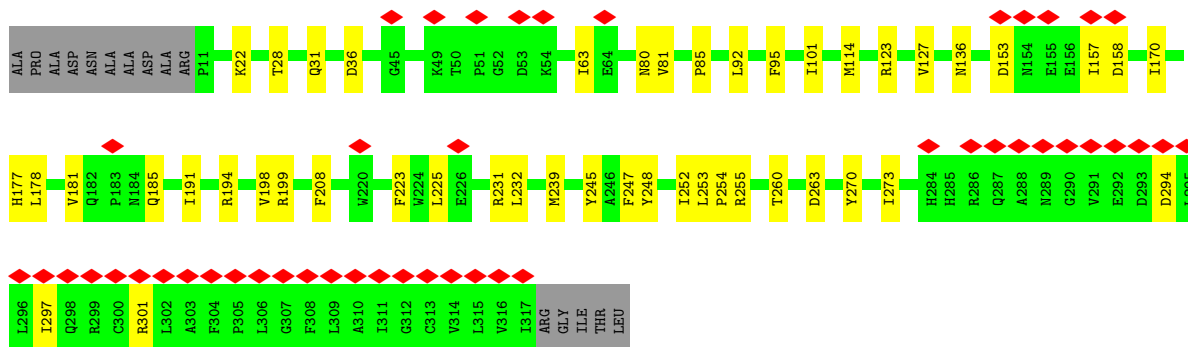 ALA PRO ALA ASP ASN ALA ALA ASP ALA ARG P11 K22 T28 Q31 D36 G45 K49 T50 P51 G52 D53 K54 I63 E64 N80 V81 P85 L92 F95 I101 M114 R123 V127 N136 D153 N154 E155 E156 I157 D158 I170
H177 L178 V181 Q182 P183 N184 Q185 I191 R194 V198 R199 F208 W220 F223 W224 L225 E226 R231 L232 M239 Y245 A246 F247 Y248 I252 L253 P254 R255 T260 D263 Y270 I273 H284 H285 R286 Q287 A288 N289 G290 V291 E292 D293 D294
L296 I297 Q298 R299 C300 R301 L302 A303 F304 P305 L306 G307 F308 L309 A310 I311 G312 C313 V314 L315 V316 I317 ARG GLY ILE THR LEU